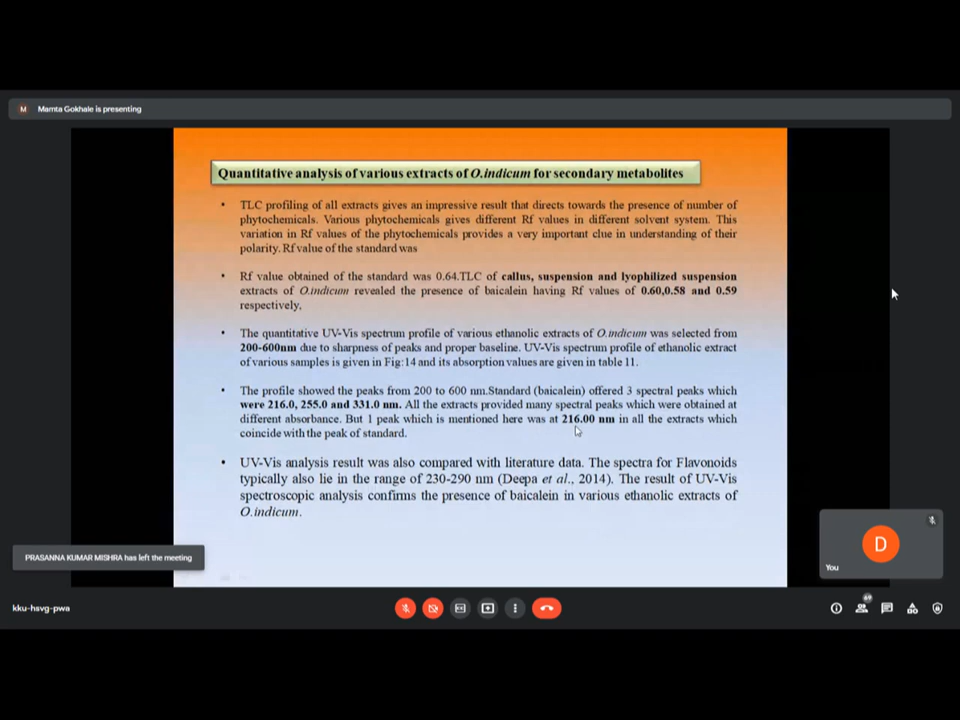 M Mamta Gokhale is presenting
Quantitative analysis of various extracts of O.indicum for secondary metabolites
• TLC profiling of all extracts gives an impressive result that directs towards the presence of number of
phytochemicals. Various phytochemicals gives different Rf values in different solvent system. This
variation in Rf values of the phytochemicals provides a very important clue in understanding of their
polarity. Rf value of the standard was
• Rf value obtained of the standard was 0.64.TLC of callus, suspension and lyophilized suspension
extracts of O.indicum revealed the presence of baicalein having Rf values of 0.60,0.58 and 0.59
respectively.
• The quantitative UV-Vis spectrum profile of various ethanolic extracts of O.indicum was selected from
200-600nm due to sharpness of peaks and proper baseline. UV-Vis spectrum profile of ethanolic extract
of various samples is given in Fig:14 and its absorption values are given in table 11.
• The profile showed the peaks from 200 to 600 nm.Standard (baicalein) offered 3 spectral peaks which
were 216.0, 255.0 and 331.0 nm. All the extracts provided many spectral peaks which were obtained at
different absorbance. But 1 peak which is mentioned here was at 216.00 nm in all the extracts which
coincide with the peak of standard.
• UV-Vis analysis result was also compared with literature data. The spectra for Flavonoids
typically also lie in the range of 230-290 nm (Deepa et al., 2014). The result of UV-Vis
spectroscopic analysis confirms the presence of baicalein in various ethanolic extracts of
O.indicum.
PRASANNA KUMAR MISHRA has left the meeting
D
You
kku-hsvg-pwa
69